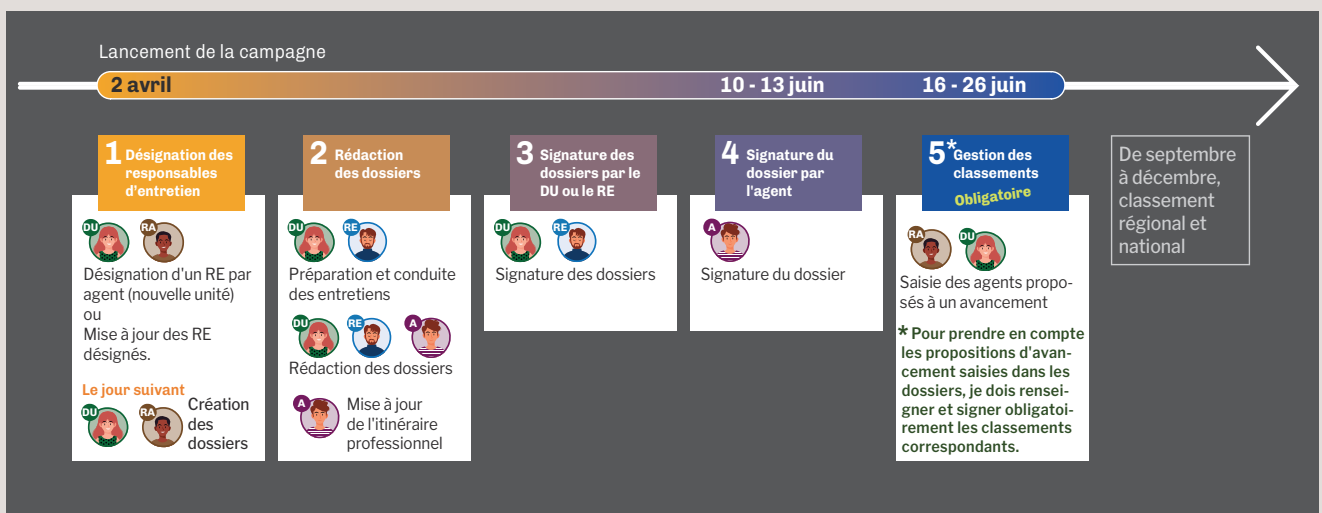 Lancement de la campagne
2 avril
10 - 13 juin
16 - 26 juin
1 Désignation des
responsables
d'entretien
DU
RA
Désignation d'un RE par
agent (nouvelle unité)
ou
Mise à jour des RE
désignés.
Le jour suivant
DU
RA
Création
des
dossiers
2 Rédaction
des dossiers
DU
RE
Préparation et conduite
des entretiens
DU
RE
A
Rédaction des dossiers
A
Mise à jour
de l'itinéraire
professionnel
3 Signature des
dossiers par le
DU ou le RE
DU
RE
Signature des dossiers
4 Signature du
dossier par
l'agent
A
Signature du dossier
5* Gestion des
classements
Obligatoire
RA
DU
Saisie des agents propo-
sés à un avancement
* Pour prendre en compte
les propositions d'avan-
cement saisies dans les
dossiers, je dois rensei-
gner et signer obligatoi-
rement les classements
correspondants.
De septembre
à décembre,
classement
régional et
national